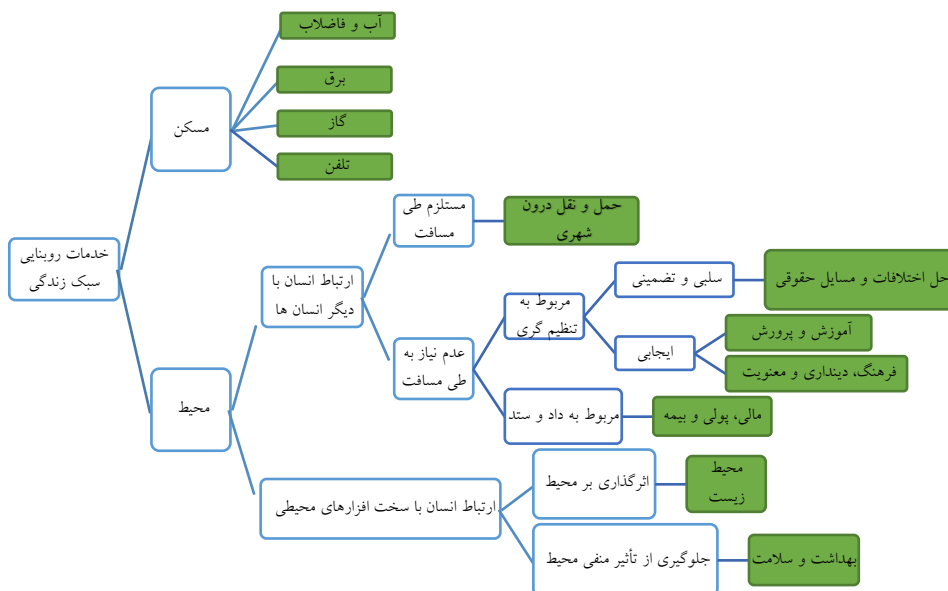 آب و فاضلاب
برق
مسکن
گاز
تلفن
مستلزم طی
مسافت
حمل و نقل درون
شهری
خدمات روبنایی
سبک زندگی
ارتباط انسان با
دیگر انسان ها
سلبی و تضمینی
حل اختلافات و مسایل حقوقی
مربوط به
تنظیم گری
آموزش و پرورش
ایجابی
عدم نیاز به
طی مسافت
فرهنگ، دینداری و معنویت
محیط
مربوط به داد و ستد
مالی، پولی و بیمه
اثرگذاری بر محیط
محیط
زیست
ارتباط انسان با سخت افزارهای محیطی
جلوگیری از تأثیر منفی محیط
بهداشت و سلامت